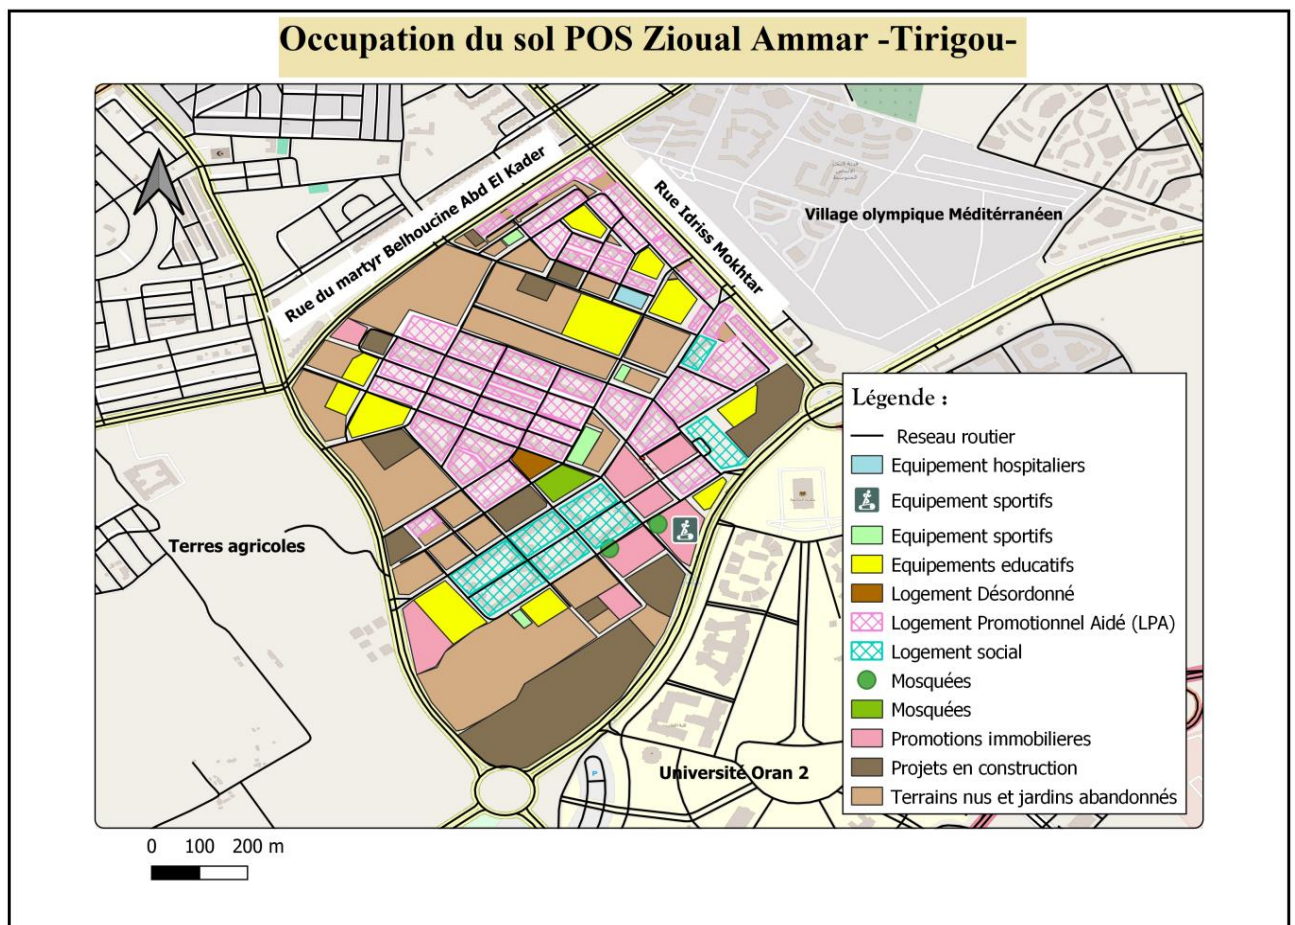 Occupation du sol POS Zioual Ammar -Tirigou-
Rue du martyr Belhoucine Abd El Kader
Rue Idriss Mokhtar
Village olympique Méditérranéen
Terres agricoles
Université Oran 2
P
Légende :
Reseau routier
Equipement hospitaliers
Equipement sportifs
Equipement sportifs
Equipements educatifs
Logement Désordonné
Logement Promotionnel Aidé (LPA)
Logement social
Mosquées
Mosquées
Promotions immobilieres
Projets en construction
Terrains nus et jardins abandonnés
0 100 200 m